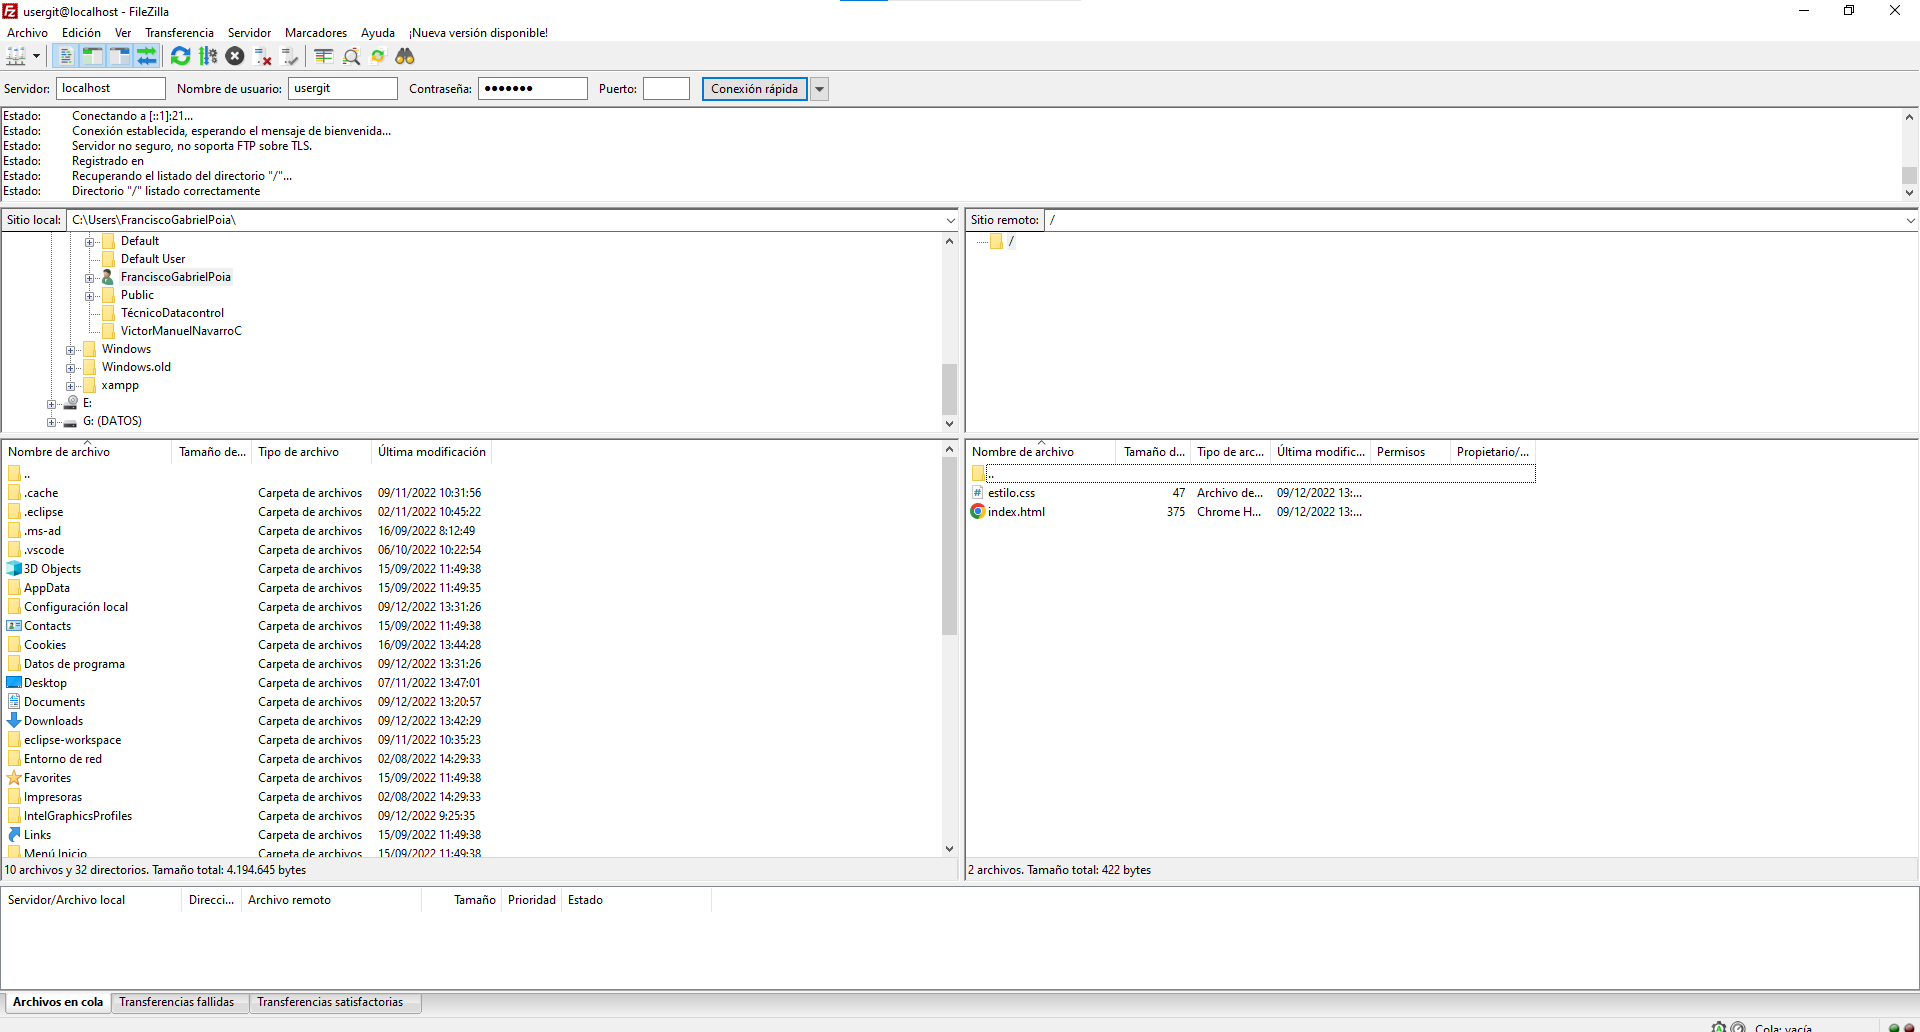 usergit@localhost - FileZilla
Archivo Edición Ver Transferencia Servidor Marcadores Ayuda ¡Nueva versión disponible!
Servidor: localhost Nombre de usuario: usergit Contraseña: ●●●●●●● Puerto: Conexión rápida
Estado: Conectando a [::1]:21...
Estado: Conexión establecida, esperando el mensaje de bienvenida...
Estado: Servidor no seguro, no soporta FTP sobre TLS.
Estado: Registrado en
Estado: Recuperando el listado del directorio "/"...
Estado: Directorio "/" listado correctamente
Sitio local: C:\Users\FranciscoGabrielPoia\
Default
Default User
FranciscoGabrielPoia
Public
TécnicoDatacontrol
VictorManuelNavarroC
Windows
Windows.old
xampp
E:
G: (DATOS)
Nombre de archivo Tamaño de... Tipo de archivo Última modificación
..
.cache Carpeta de archivos 09/11/2022 10:31:56
.eclipse Carpeta de archivos 02/11/2022 10:45:22
.ms-ad Carpeta de archivos 16/09/2022 8:12:49
.vscode Carpeta de archivos 06/10/2022 10:22:54
3D Objects Carpeta de archivos 15/09/2022 11:49:38
AppData Carpeta de archivos 15/09/2022 11:49:35
Configuración local Carpeta de archivos 09/12/2022 13:31:26
Contacts Carpeta de archivos 15/09/2022 11:49:38
Cookies Carpeta de archivos 16/09/2022 13:44:28
Datos de programa Carpeta de archivos 09/12/2022 13:31:26
Desktop Carpeta de archivos 07/11/2022 13:47:01
Documents Carpeta de archivos 09/12/2022 13:20:57
Downloads Carpeta de archivos 09/12/2022 13:42:29
eclipse-workspace Carpeta de archivos 09/11/2022 10:35:23
Entorno de red Carpeta de archivos 02/08/2022 14:29:33
Favorites Carpeta de archivos 15/09/2022 11:49:38
Impresoras Carpeta de archivos 02/08/2022 14:29:33
IntelGraphicsProfiles Carpeta de archivos 09/12/2022 9:25:35
Links Carpeta de archivos 15/09/2022 11:49:38
Menú Inicio Carpeta de archivos 15/09/2022 11:49:38
10 archivos y 32 directorios. Tamaño total: 4.194.645 bytes
Sitio remoto: /
/
Nombre de archivo Tamaño d... Tipo de arc... Última modific... Permisos Propietario/...
..
estilo.css 47 Archivo de... 09/12/2022 13:...
index.html 375 Chrome H... 09/12/2022 13:...
2 archivos. Tamaño total: 422 bytes
Servidor/Archivo local Direcci... Archivo remoto Tamaño Prioridad Estado
Archivos en cola Transferencias fallidas Transferencias satisfactorias
Cola: vacía